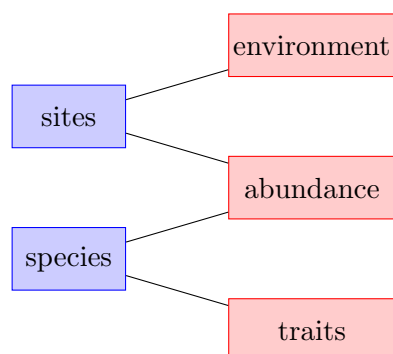 environment
sites
abundance
species
traits